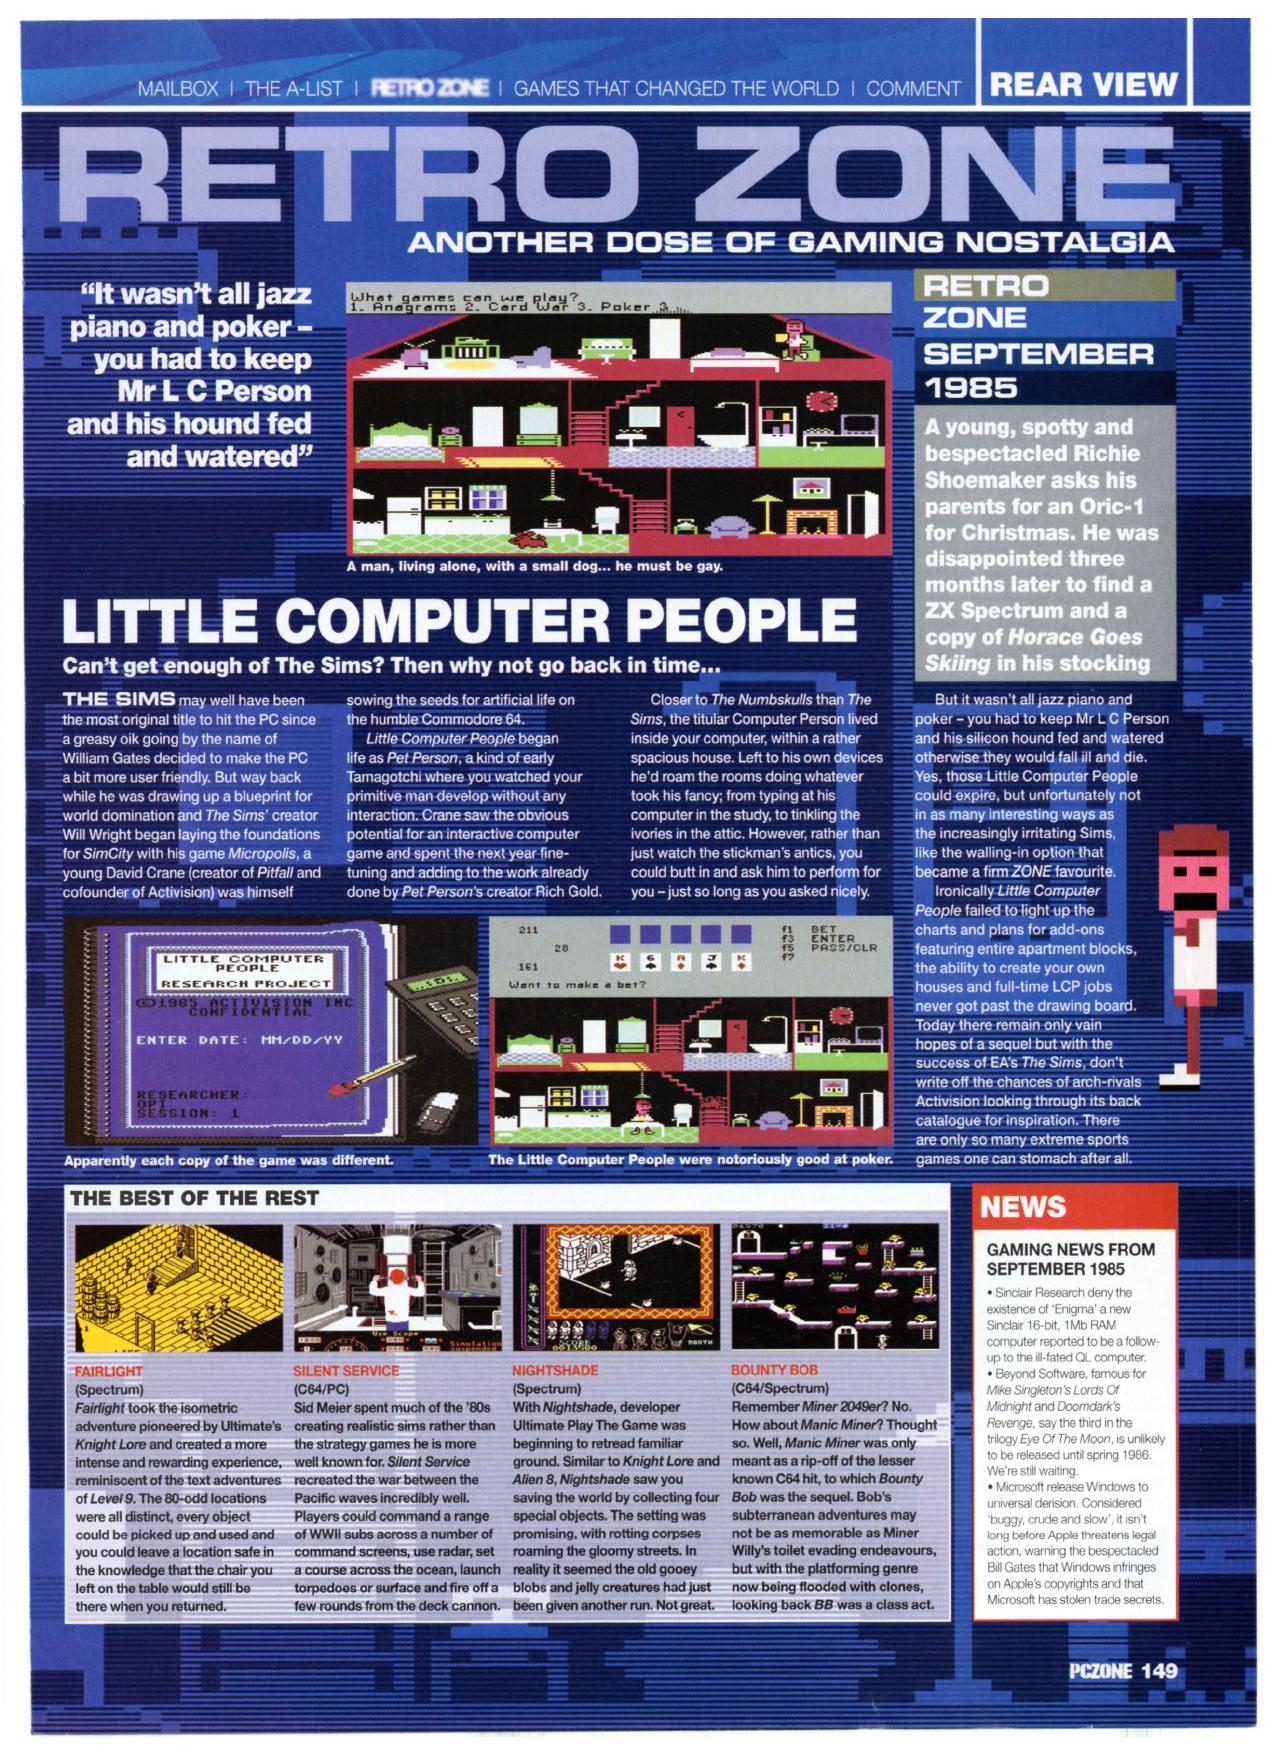 MAILBOX | THE A-LIST | RETRO ZONE | GAMES THAT CHANGED THE WORLD | COMMENT
REAR VIEW
RETRO ZONE
ANOTHER DOSE OF GAMING NOSTALGIA
“It wasn’t all jazz
piano and poker –
you had to keep
Mr L C Person
and his hound fed
and watered”
What games can we play?
1. Anagrams 2. Card War 3. Poker 3
A man, living alone, with a small dog... he must be gay.
RETRO
ZONE
SEPTEMBER
1985
A young, spotty and
bespectacled Richie
Shoemaker asks his
parents for an Oric-1
for Christmas. He was
disappointed three
months later to find a
ZX Spectrum and a
copy of Horace Goes
Skiing in his stocking
LITTLE COMPUTER PEOPLE
Can’t get enough of The Sims? Then why not go back in time...
THE SIMS may well have been
the most original title to hit the PC since
a greasy oik going by the name of
William Gates decided to make the PC
a bit more user friendly. But way back
while he was drawing up a blueprint for
world domination and The Sims’ creator
Will Wright began laying the foundations
for SimCity with his game Micropolis, a
young David Crane (creator of Pitfall and
cofounder of Activision) was himself
sowing the seeds for artificial life on
the humble Commodore 64.
Little Computer People began
life as Pet Person, a kind of early
Tamagotchi where you watched your
primitive man develop without any
interaction. Crane saw the obvious
potential for an interactive computer
game and spent the next year fine-
tuning and adding to the work already
done by Pet Person’s creator Rich Gold.
Closer to The Numbskulls than The
Sims, the titular Computer Person lived
inside your computer, within a rather
spacious house. Left to his own devices
he’d roam the rooms doing whatever
took his fancy; from typing at his
computer in the study, to tinkling the
ivories in the attic. However, rather than
just watch the stickman’s antics, you
could butt in and ask him to perform for
you – just so long as you asked nicely.
But it wasn’t all jazz piano and
poker – you had to keep Mr L C Person
and his silicon hound fed and watered
otherwise they would fall ill and die.
Yes, those Little Computer People
could expire, but unfortunately not
in as many interesting ways as
the increasingly irritating Sims,
like the walling-in option that
became a firm ZONE favourite.
Ironically Little Computer
People failed to light up the
charts and plans for add-ons
featuring entire apartment blocks,
the ability to create your own
houses and full-time LCP jobs
never got past the drawing board.
Today there remain only vain
hopes of a sequel but with the
success of EA’s The Sims, don’t
write off the chances of arch-rivals
Activision looking through its back
catalogue for inspiration. There
are only so many extreme sports
games one can stomach after all.
LITTLE COMPUTER
PEOPLE
RESEARCH PROJECT
©1985 ACTIVISION INC
CONFIDENTIAL
ENTER DATE: MM/DD/YY
RESEARCHER:
OPI
SESSION: 1
Apparently each copy of the game was different.
211
28
161
K 6 A J K
f1 BET
f3 ENTER
f5 PASS/CLR
f7
Want to make a bet?
The Little Computer People were notoriously good at poker.
THE BEST OF THE REST
Use Scope
Simulation
Suspended
SCORE
0013500
NORTH
FAIRLIGHT
(Spectrum)
Fairlight took the isometric
adventure pioneered by Ultimate’s
Knight Lore and created a more
intense and rewarding experience,
reminiscent of the text adventures
of Level 9. The 80-odd locations
were all distinct, every object
could be picked up and used and
you could leave a location safe in
the knowledge that the chair you
left on the table would still be
there when you returned.
SILENT SERVICE
(C64/PC)
Sid Meier spent much of the ’80s
creating realistic sims rather than
the strategy games he is more
well known for. Silent Service
recreated the war between the
Pacific waves incredibly well.
Players could command a range
of WWII subs across a number of
command screens, use radar, set
a course across the ocean, launch
torpedoes or surface and fire off a
few rounds from the deck cannon.
NIGHTSHADE
(Spectrum)
With Nightshade, developer
Ultimate Play The Game was
beginning to retread familiar
ground. Similar to Knight Lore and
Alien 8, Nightshade saw you
saving the world by collecting four
special objects. The setting was
promising, with rotting corpses
roaming the gloomy streets. In
reality it seemed the old gooey
blobs and jelly creatures had just
been given another run. Not great.
BOUNTY BOB
(C64/Spectrum)
Remember Miner 2049er? No.
How about Manic Miner? Thought
so. Well, Manic Miner was only
meant as a rip-off of the lesser
known C64 hit, to which Bounty
Bob was the sequel. Bob’s
subterranean adventures may
not be as memorable as Miner
Willy’s toilet evading endeavours,
but with the platforming genre
now being flooded with clones,
looking back BB was a class act.
NEWS
GAMING NEWS FROM
SEPTEMBER 1985
• Sinclair Research deny the
existence of ‘Enigma’ a new
Sinclair 16-bit, 1Mb RAM
computer reported to be a follow-
up to the ill-fated QL computer.
• Beyond Software, famous for
Mike Singleton’s Lords Of
Midnight and Doomdark’s
Revenge, say the third in the
trilogy Eye Of The Moon, is unlikely
to be released until spring 1986.
We’re still waiting.
• Microsoft release Windows to
universal derision. Considered
‘buggy, crude and slow’, it isn’t
long before Apple threatens legal
action, warning the bespectacled
Bill Gates that Windows infringes
on Apple’s copyrights and that
Microsoft has stolen trade secrets.
PCZONE 149